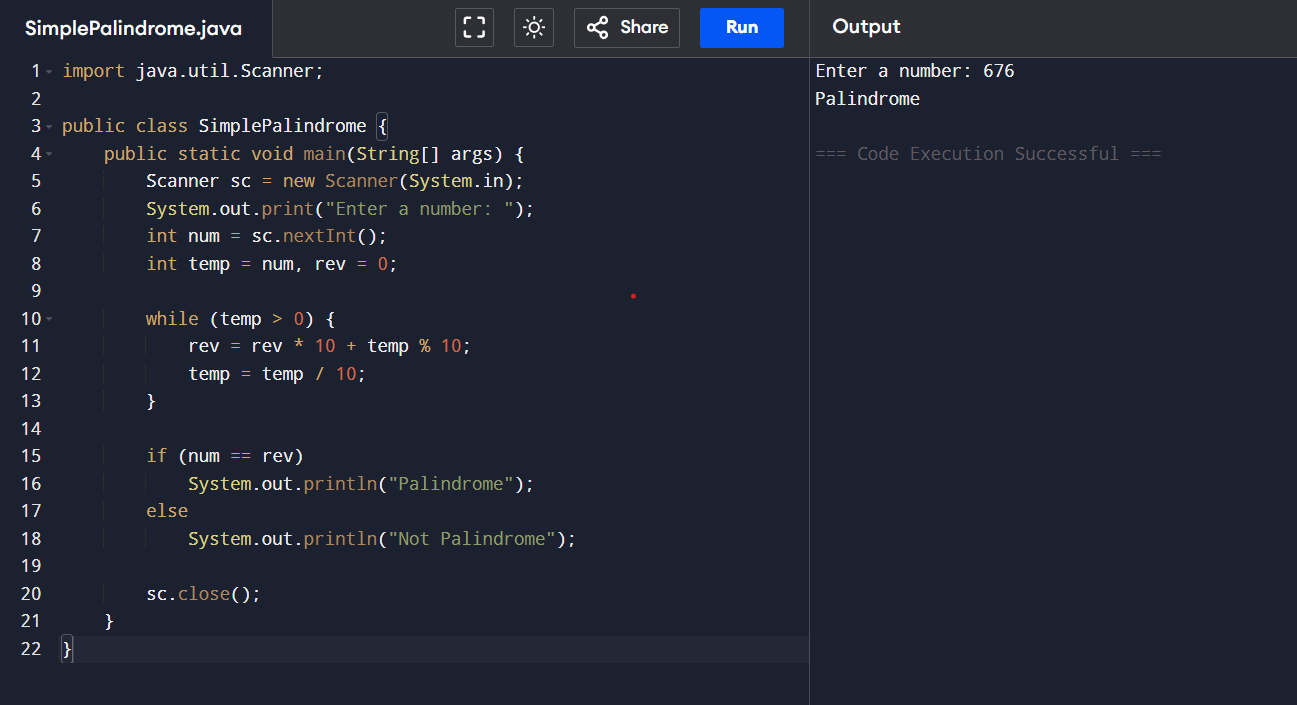 SimplePalindrome.java
Share
Run
Output
1 import java.util.Scanner;
2
3 public class SimplePalindrome {
4     public static void main(String[] args) {
5         Scanner sc = new Scanner(System.in);
6         System.out.print("Enter a number: ");
7         int num = sc.nextInt();
8         int temp = num, rev = 0;
9
10         while (temp > 0) {
11             rev = rev * 10 + temp % 10;
12             temp = temp / 10;
13         }
14
15         if (num == rev)
16             System.out.println("Palindrome");
17         else
18             System.out.println("Not Palindrome");
19
20         sc.close();
21     }
22 }
Enter a number: 676
Palindrome
=== Code Execution Successful ===